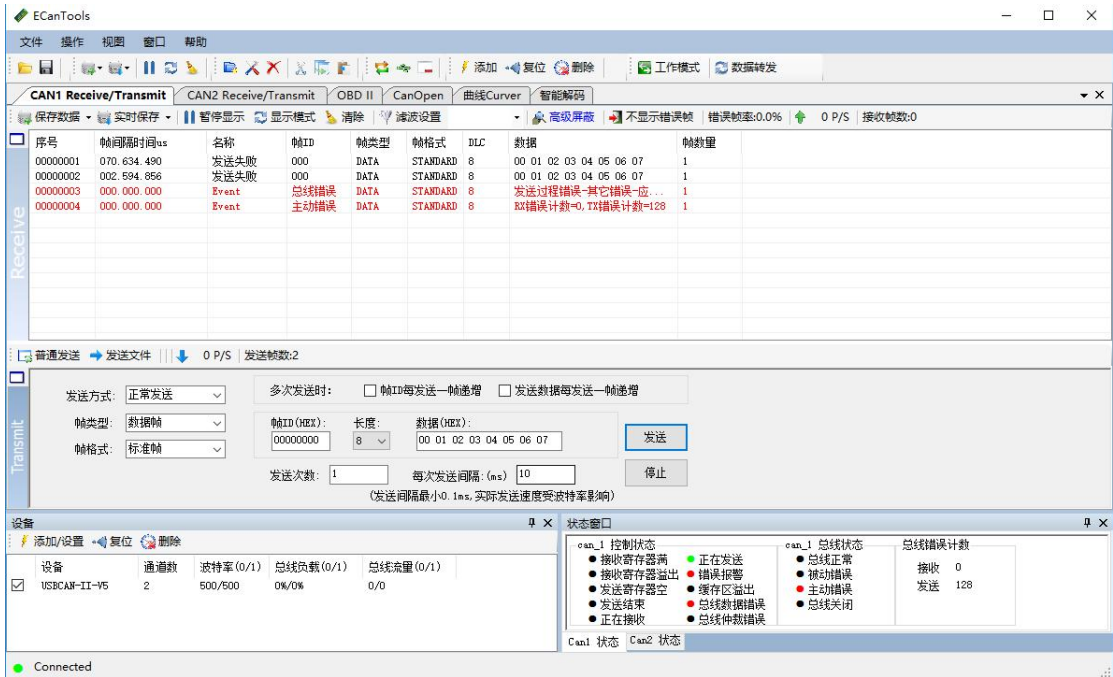 ECanTools
文件 操作 视图 窗口 帮助
添加 复位 删除 工作模式 数据转发
CAN1 Receive/Transmit CAN2 Receive/Transmit OBD II CanOpen 曲线Curver 智能解码
保存数据 实时保存 暂停显示 显示模式 清除 滤波设置 高级屏蔽 不显示错误帧 错误帧率:0.0% 0 P/S 接收帧数:0
序号 帧间隔时间us 名称 帧ID 帧类型 帧格式 DLC 数据 帧数量
00000001 070.634.490 发送失败 000 DATA STANDARD 8 00 01 02 03 04 05 06 07 1
00000002 002.594.856 发送失败 000 DATA STANDARD 8 00 01 02 03 04 05 06 07 1
00000003 000.000.000 Event 总线错误 DATA STANDARD 8 发送过程错误-其它错误-应... 1
00000004 000.000.000 Event 主动错误 DATA STANDARD 8 RX错误计数=0,TX错误计数=128 1
Receive
普通发送 发送文件 0 P/S 发送帧数:2
发送方式: 正常发送 多次发送时: 帧ID每发送一帧递增 发送数据每发送一帧递增
帧类型: 数据帧 帧ID(HEX): 长度: 数据(HEX):
00000000 8 00 01 02 03 04 05 06 07 发送
帧格式: 标准帧
发送次数: 1 每次发送间隔:(ms) 10 停止
(发送间隔最小0.1ms,实际发送速度受波特率影响)
Transmit
设备
添加/设置 复位 删除
设备 通道数 波特率(0/1) 总线负载(0/1) 总线流量(0/1)
USBCAN-II-V5 2 500/500 0%/0% 0/0
状态窗口
can_1 控制状态 can_1 总线状态 总线错误计数
接收寄存器满 正在发送 总线正常 接收 0
接收寄存器溢出 错误报警 被动错误
发送寄存器空 缓存区溢出 主动错误 发送 128
发送结束 总线数据错误 总线关闭
正在接收 总线仲裁错误
Can1 状态 Can2 状态
Connected